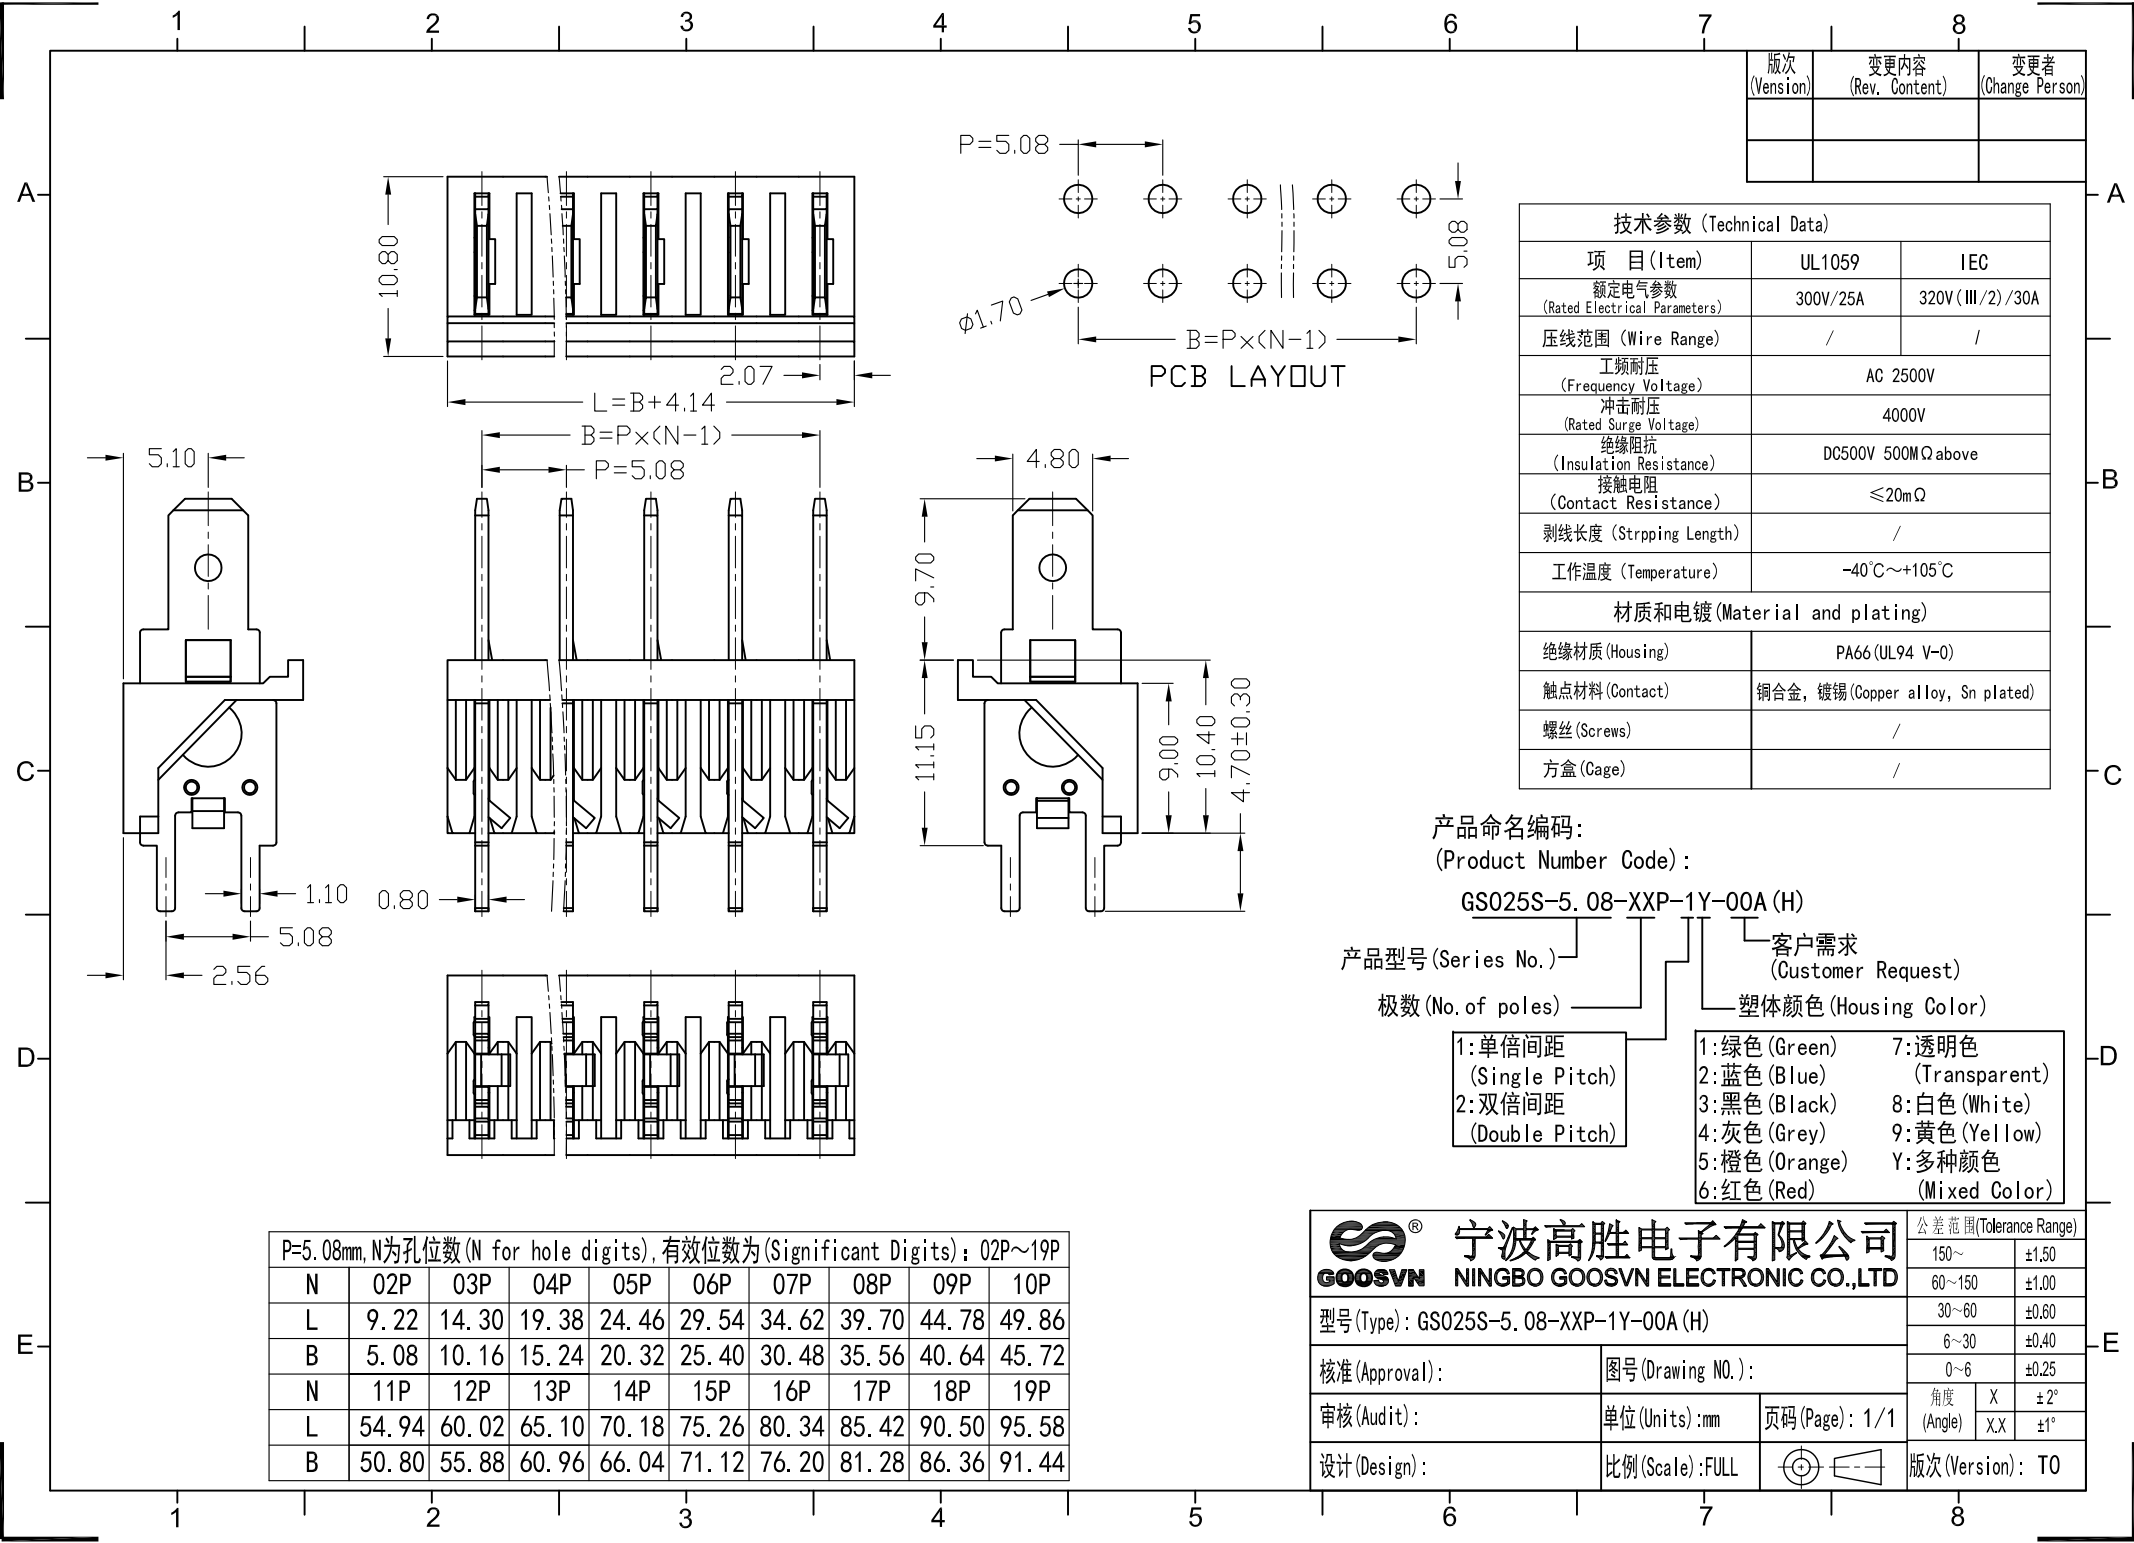 1 2 3 4 5 6 7 8
版次 变更内容 变更者
(Vension) (Rev. Content) (Change Person)
A A
B B
C C
D D
E E
10.80
2.07
L=B+4.14
B=P×(N-1)
P=5.08
P=5.08
5.08
Ø1.70
B=P×(N-1)
PCB LAYOUT
5.10
1.10
5.08
2.56
0.80
4.80
9.70
11.15
9.00
10.40
4.70±0.30
技术参数 (Technical Data)
项 目(Item) UL1059 IEC
额定电气参数
(Rated Electrical Parameters) 300V/25A 320V(Ⅲ/2)/30A
压线范围 (Wire Range) / /
工频耐压
(Frequency Voltage) AC 2500V
冲击耐压
(Rated Surge Voltage) 4000V
绝缘阻抗
(Insulation Resistance) DC500V 500MΩabove
接触电阻
(Contact Resistance) ≤20mΩ
剥线长度 (Strpping Length) /
工作温度 (Temperature) -40℃~+105℃
材质和电镀(Material and plating)
绝缘材质(Housing) PA66(UL94 V-0)
触点材料(Contact) 铜合金, 镀锡(Copper alloy, Sn plated)
螺丝(Screws) /
方盒(Cage) /
产品命名编码:
(Product Number Code):
GS025S-5.08-XXP-1Y-00A(H)
产品型号(Series No.)
客户需求
(Customer Request)
极数(No.of poles)
塑体颜色(Housing Color)
1:单倍间距
(Single Pitch)
2:双倍间距
(Double Pitch)
1:绿色(Green) 7:透明色
2:蓝色(Blue) (Transparent)
3:黑色(Black) 8:白色(White)
4:灰色(Grey) 9:黄色(Yellow)
5:橙色(Orange) Y:多种颜色
6:红色(Red) (Mixed Color)
P=5.08mm,N为孔位数(N for hole digits),有效位数为(Significant Digits): 02P~19P
N 02P 03P 04P 05P 06P 07P 08P 09P 10P
L 9.22 14.30 19.38 24.46 29.54 34.62 39.70 44.78 49.86
B 5.08 10.16 15.24 20.32 25.40 30.48 35.56 40.64 45.72
N 11P 12P 13P 14P 15P 16P 17P 18P 19P
L 54.94 60.02 65.10 70.18 75.26 80.34 85.42 90.50 95.58
B 50.80 55.88 60.96 66.04 71.12 76.20 81.28 86.36 91.44
® 宁波高胜电子有限公司
GOOSVN NINGBO GOOSVN ELECTRONIC CO.,LTD
型号(Type): GS025S-5.08-XXP-1Y-00A(H)
核准(Approval): 图号(Drawing NO.):
审核(Audit): 单位(Units):mm 页码(Page): 1/1
设计(Design): 比例(Scale):FULL
公差范围(Tolerance Range)
150~ ±1.50
60~150 ±1.00
30~60 ±0.60
6~30 ±0.40
0~6 ±0.25
角度 X ±2°
(Angle) X.X ±1°
版次(Version): T0
1 2 3 4 5 6 7 8